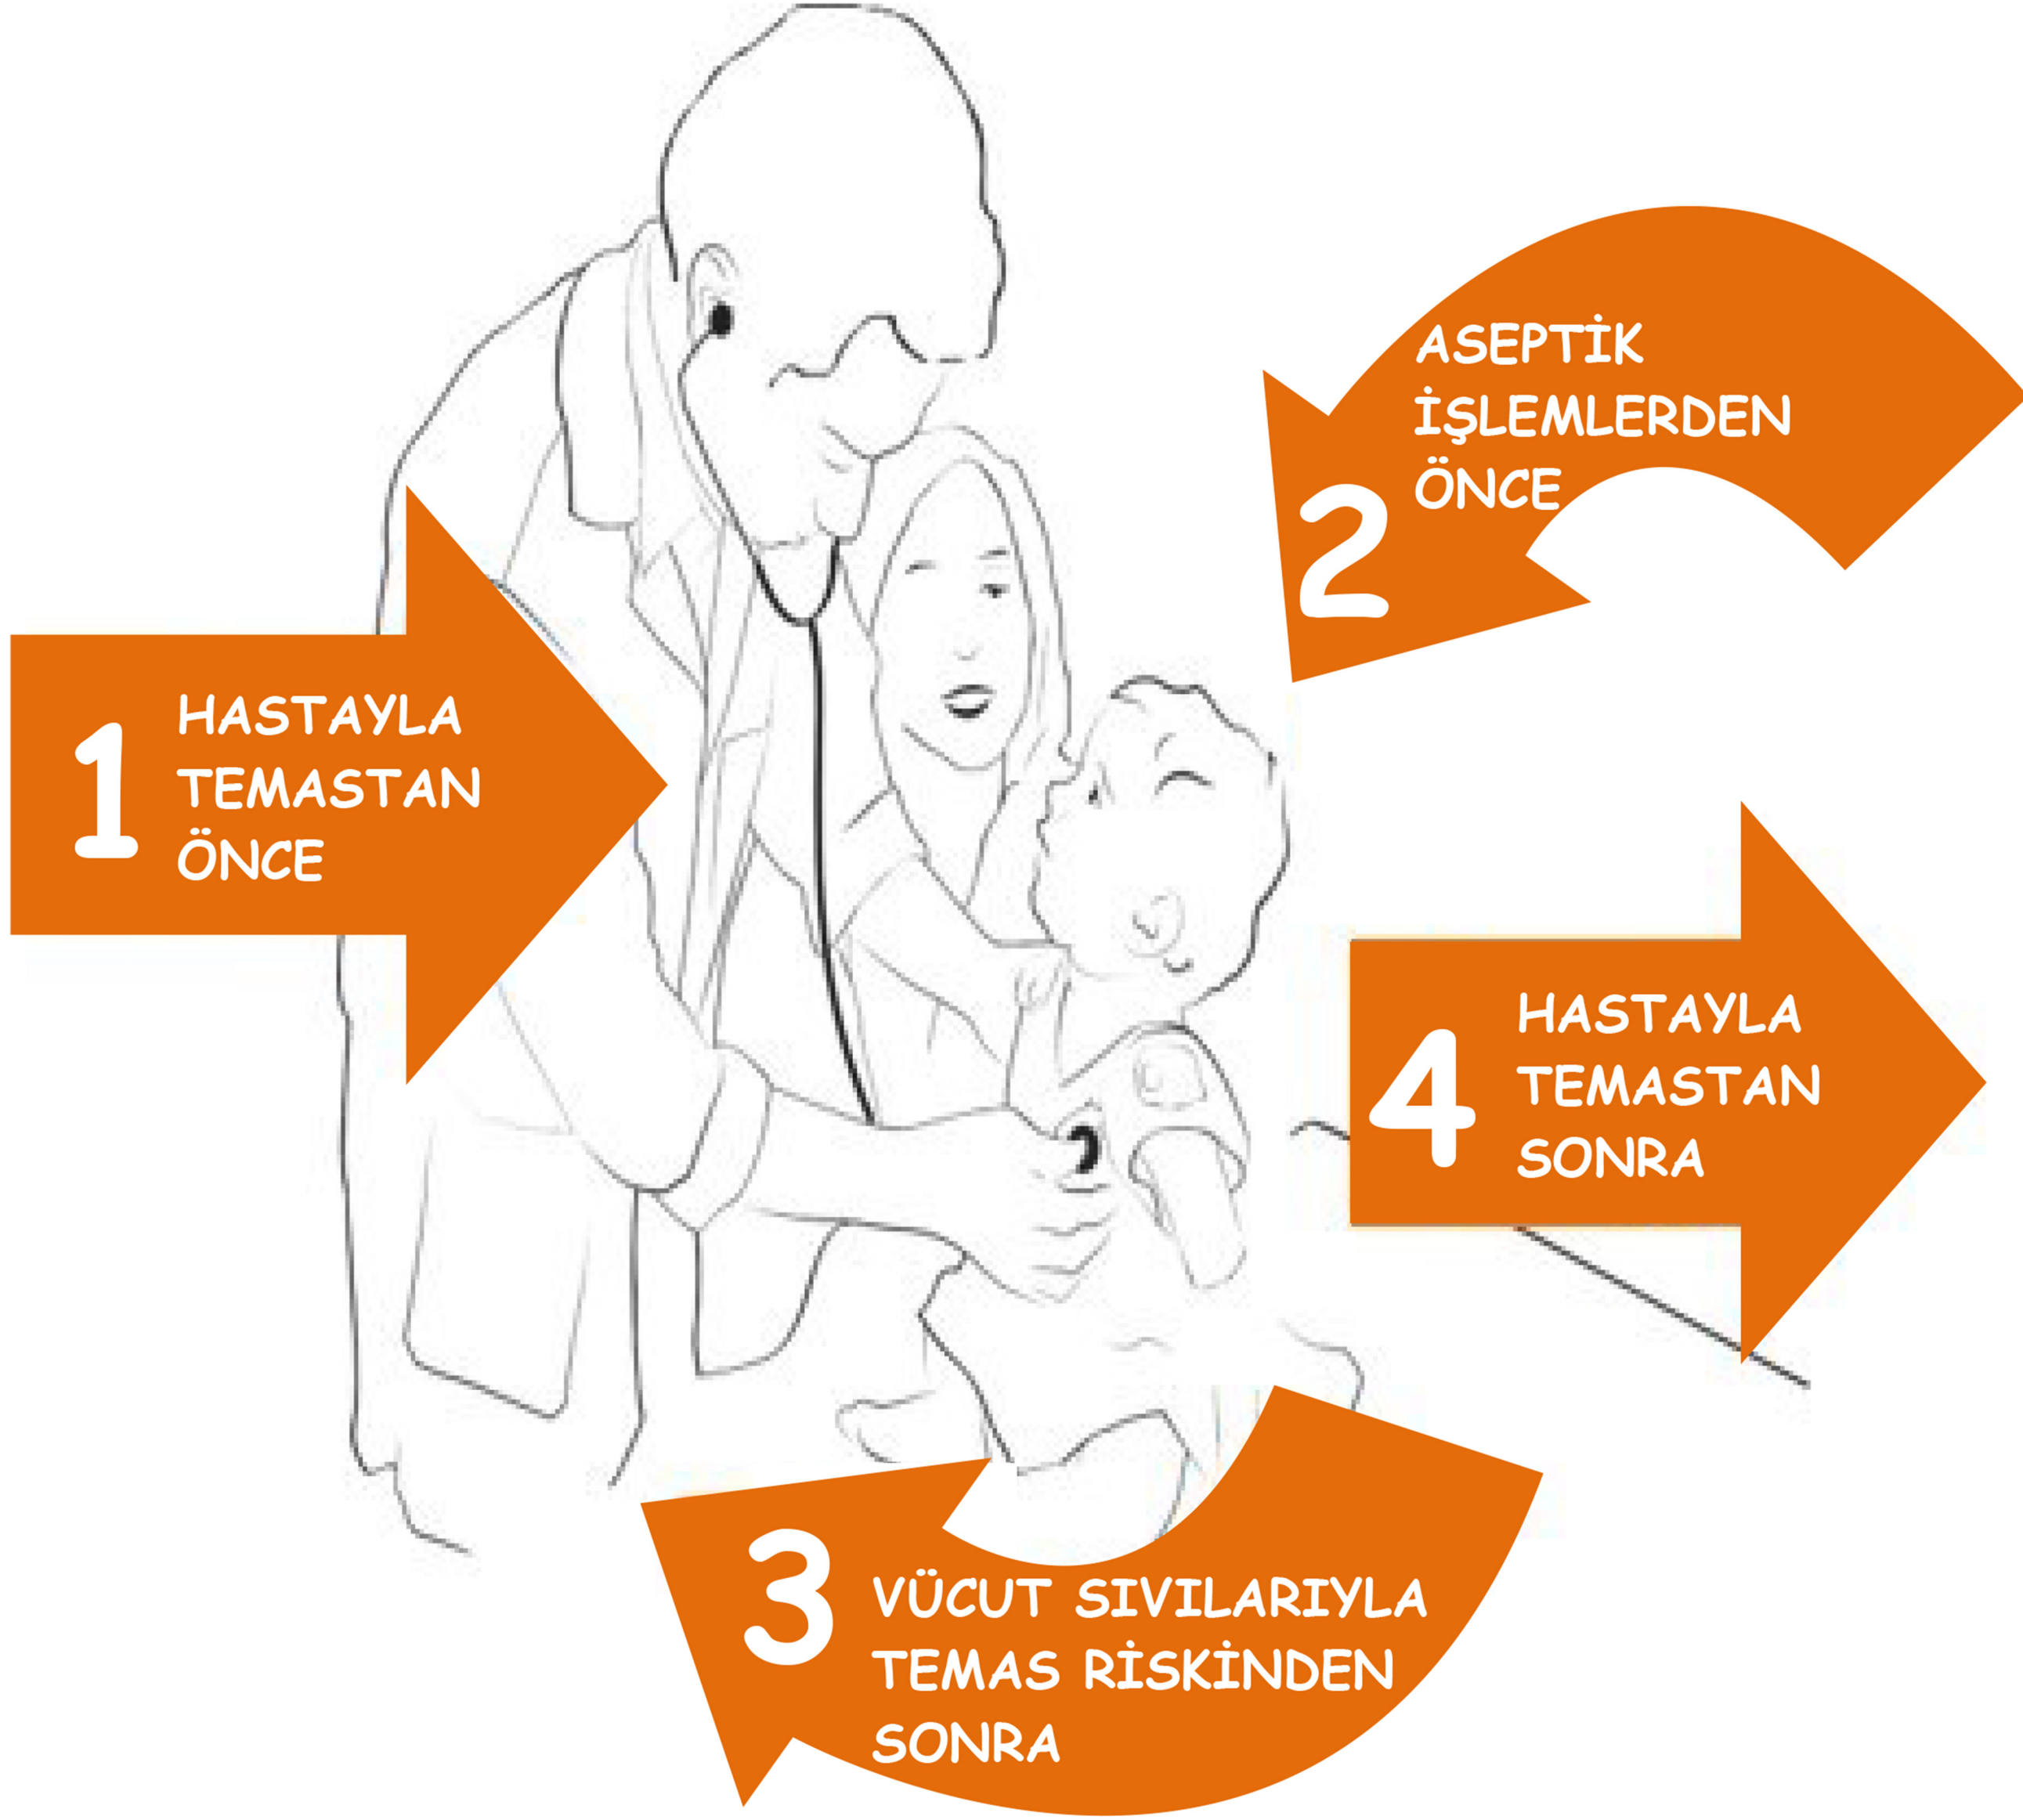 1
HASTAYLA
TEMASTAN
ÖNCE
2
ASEPTİK
İŞLEMLERDEN
ÖNCE
3
VÜCUT SIVILARIYLA
TEMAS RİSKİNDEN
SONRA
4
HASTAYLA
TEMASTAN
SONRA